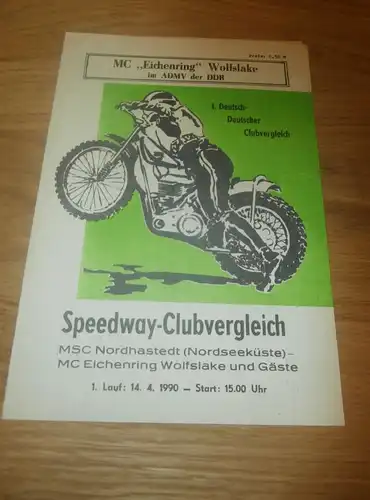 MC „Eichenring" Wolfslake
im ADMV der DDR
1. Deutsch-
Deutscher
Clubvergleich
Speedway-Clubvergleich
MSC Nordhastedt (Nordseeküste) –
MC Eichenring Wolfslake und Gäste
1. Lauf: 14. 4. 1990 – Start: 15.00 Uhr